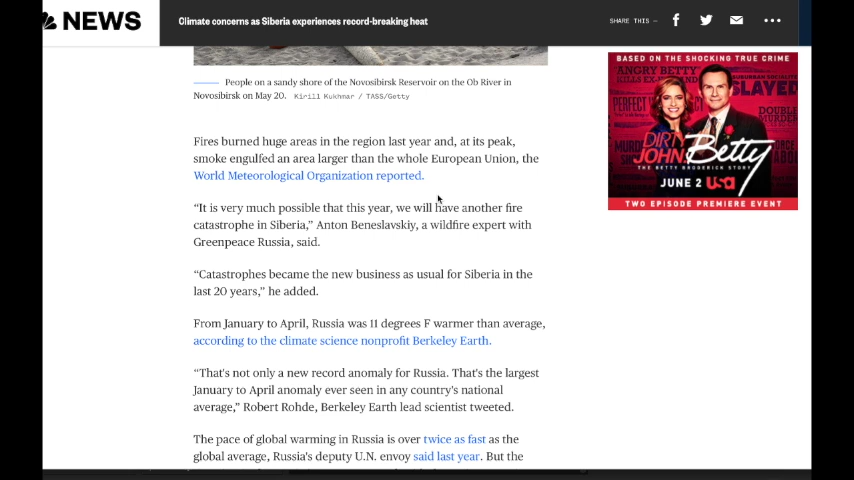 NEWS
Climate concerns as Siberia experiences record-breaking heat
SHARE THIS —
People on a sandy shore of the Novosibirsk Reservoir on the Ob River in
Novosibirsk on May 20. Kirill Kukhmar / TASS/Getty
Fires burned huge areas in the region last year and, at its peak,
smoke engulfed an area larger than the whole European Union, the
World Meteorological Organization reported.
“It is very much possible that this year, we will have another fire
catastrophe in Siberia,” Anton Beneslavskiy, a wildfire expert with
Greenpeace Russia, said.
“Catastrophes became the new business as usual for Siberia in the
last 20 years,” he added.
From January to April, Russia was 11 degrees F warmer than average,
according to the climate science nonprofit Berkeley Earth.
“That's not only a new record anomaly for Russia. That's the largest
January to April anomaly ever seen in any country's national
average,” Robert Rohde, Berkeley Earth lead scientist tweeted.
The pace of global warming in Russia is over twice as fast as the
global average, Russia's deputy U.N. envoy said last year. But the
BASED ON THE SHOCKING TRUE CRIME
ANGRY BETTY
SUBURBAN SOCIALITE
KILLS EX-
SLAYED
PERFECT
DOUBLE
MURDER
DIRTY
JOHN
Betty
THE BETTY BRODERICK STORY
JUNE 2 USA
TWO EPISODE PREMIERE EVENT